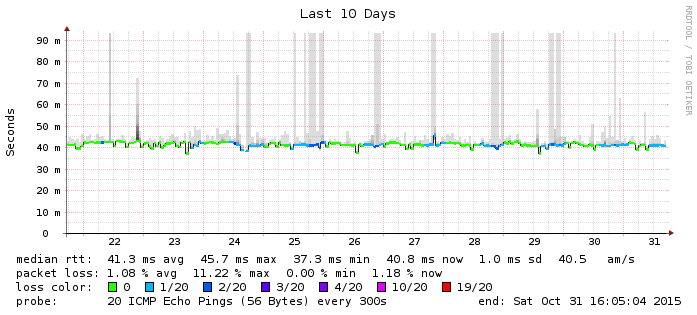 Last 10 Days
RRDTOOL / TOBI OETIKER
Seconds
90 m
80 m
70 m
60 m
50 m
40 m
30 m
20 m
10 m
0
22 23 24 25 26 27 28 29 30 31
median rtt: 41.3 ms avg 45.7 ms max 37.3 ms min 40.8 ms now 1.0 ms sd 40.5 am/s
packet loss: 1.08 % avg 11.22 % max 0.00 % min 1.18 % now
loss color: 0 1/20 2/20 3/20 4/20 10/20 19/20
probe: 20 ICMP Echo Pings (56 Bytes) every 300s end: Sat Oct 31 16:05:04 2015